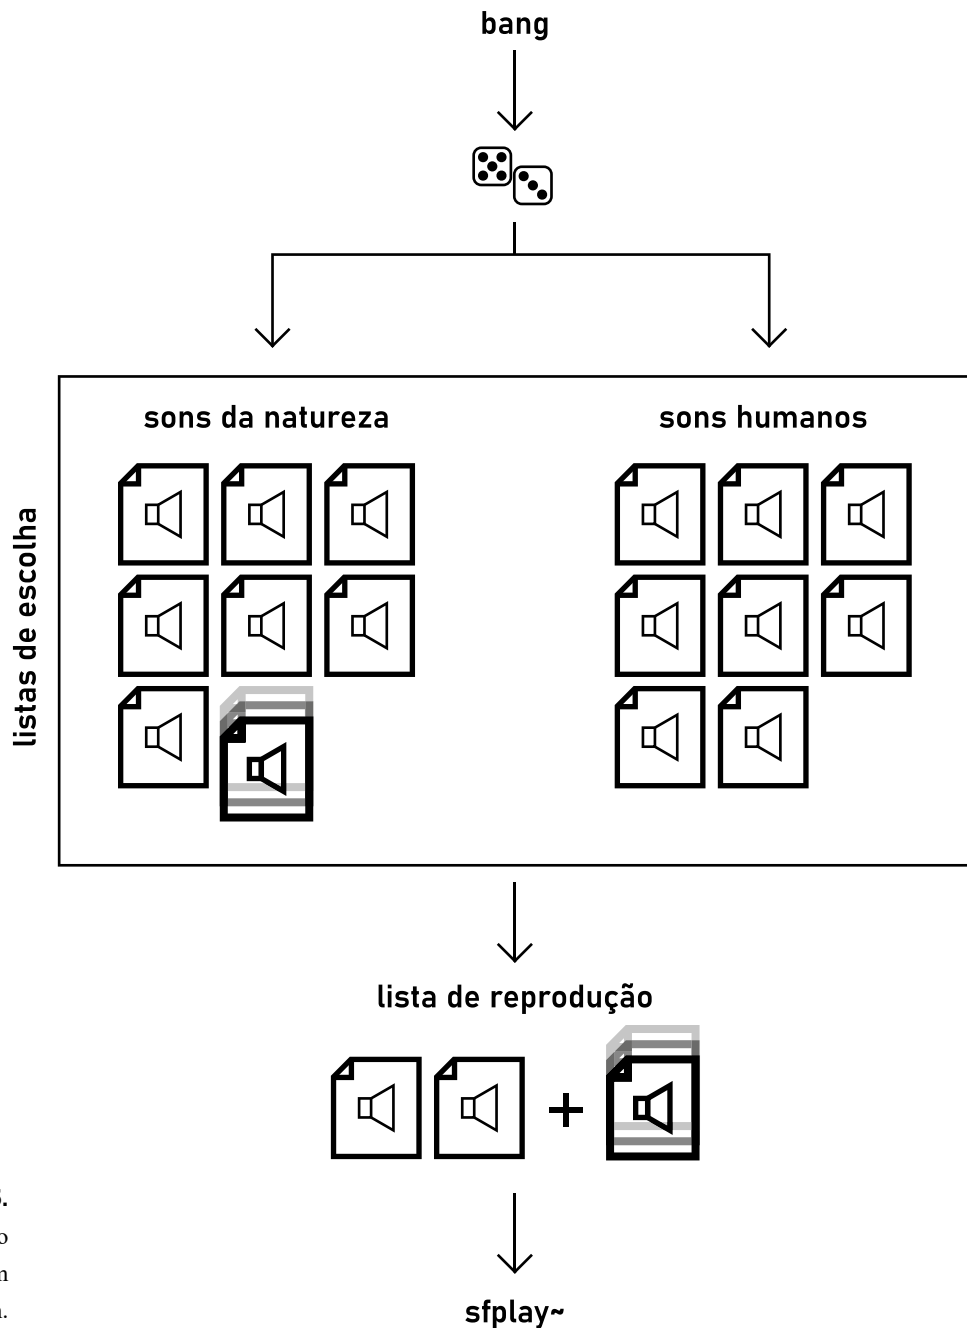 bang
sons da natureza
sons humanos
listas de escolha
lista de reprodução
sfplay~